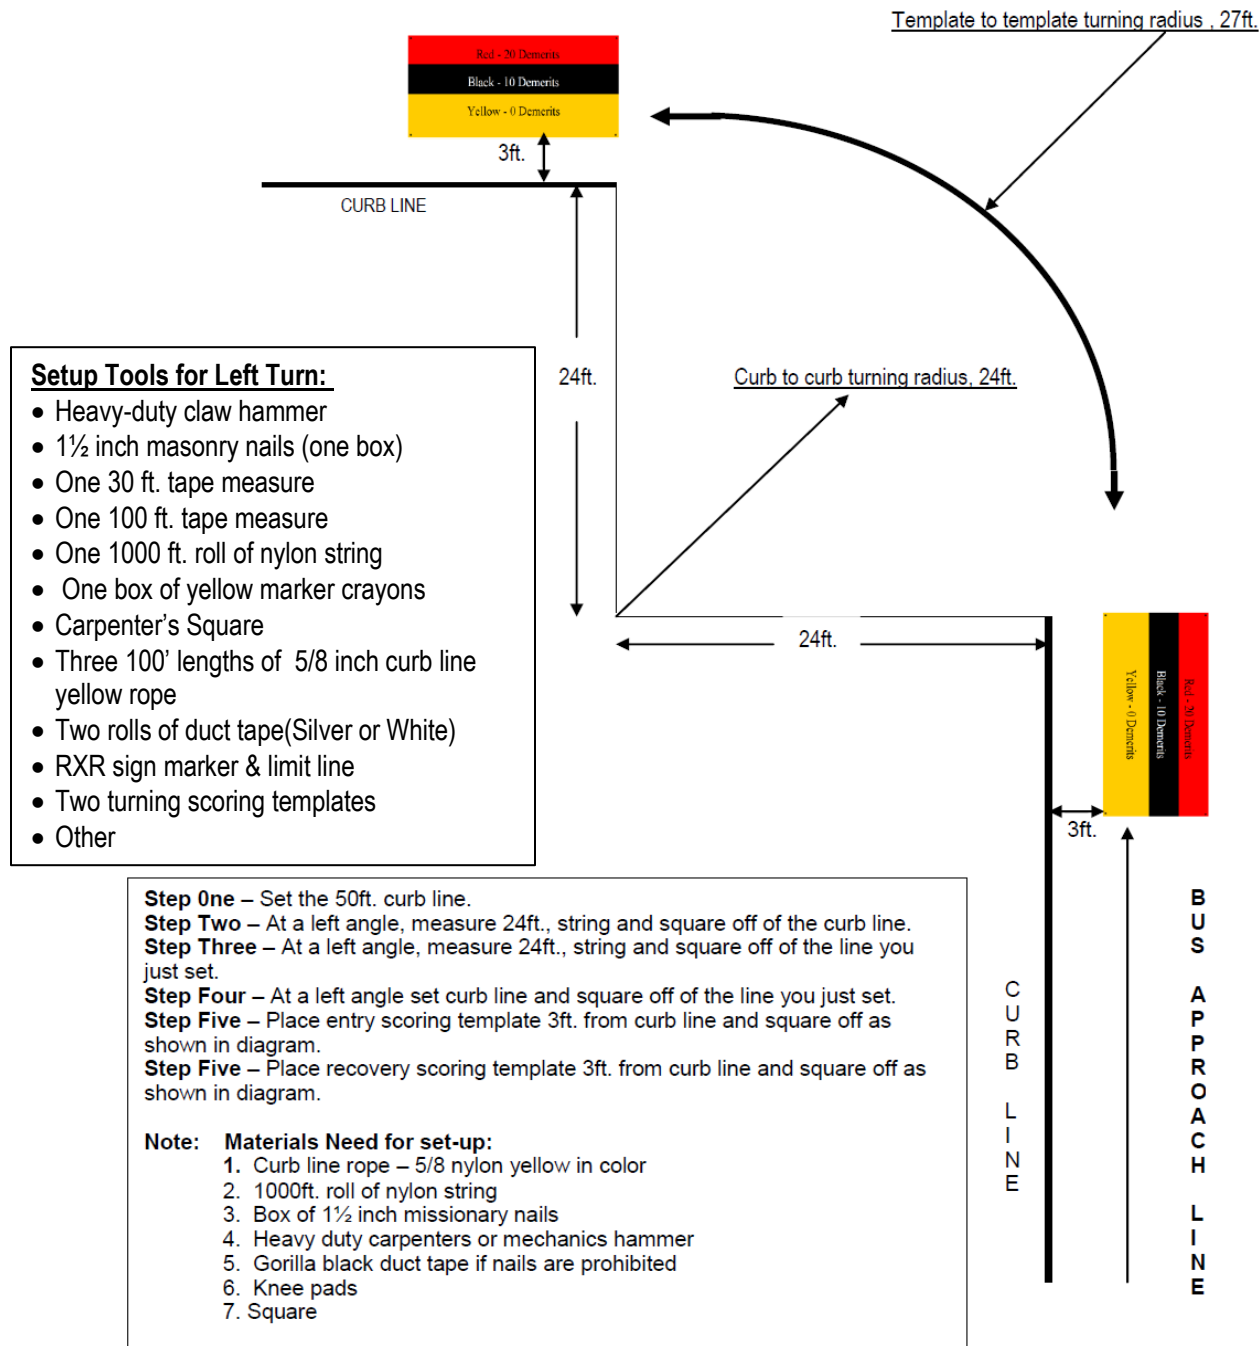 Template to template turning radius , 27ft.
Red - 20 Demerits
Black - 10 Demerits
Yellow - 0 Demerits
3ft.
CURB LINE
24ft.
Curb to curb turning radius, 24ft.
Setup Tools for Left Turn:
• Heavy-duty claw hammer
• 1½ inch masonry nails (one box)
• One 30 ft. tape measure
• One 100 ft. tape measure
• One 1000 ft. roll of nylon string
• One box of yellow marker crayons
• Carpenter's Square
• Three 100' lengths of 5/8 inch curb line
yellow rope
• Two rolls of duct tape(Silver or White)
• RXR sign marker & limit line
• Two turning scoring templates
• Other
24ft.
Yellow - 0 Demerits
Black - 10 Demerits
Red - 20 Demerits
3ft.
CURB LINE
BUS APPROACH LINE
Step 0ne – Set the 50ft. curb line.
Step Two – At a left angle, measure 24ft., string and square off of the curb line.
Step Three – At a left angle, measure 24ft., string and square off of the line you
just set.
Step Four – At a left angle set curb line and square off of the line you just set.
Step Five – Place entry scoring template 3ft. from curb line and square off as
shown in diagram.
Step Five – Place recovery scoring template 3ft. from curb line and square off as
shown in diagram.
Note: Materials Need for set-up:
1. Curb line rope – 5/8 nylon yellow in color
2. 1000ft. roll of nylon string
3. Box of 1½ inch missionary nails
4. Heavy duty carpenters or mechanics hammer
5. Gorilla black duct tape if nails are prohibited
6. Knee pads
7. Square